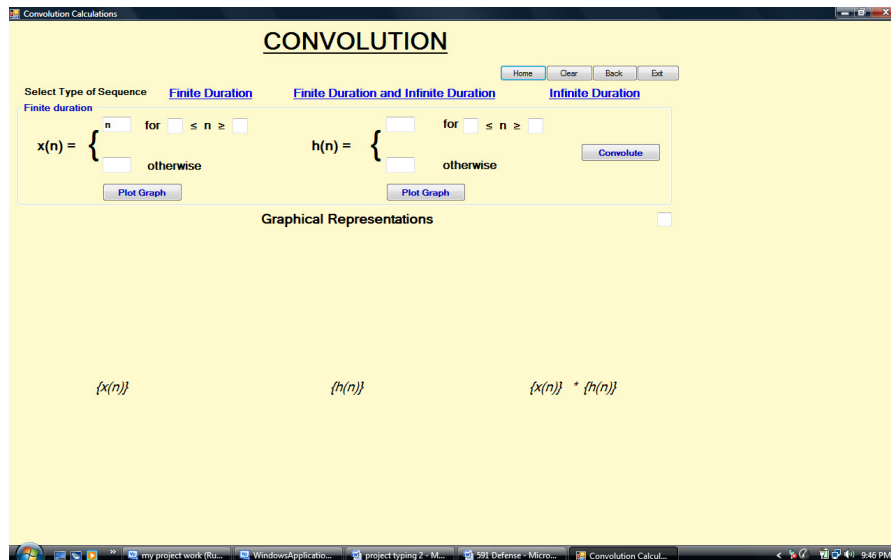 Convolution Calculations
CONVOLUTION
Home Clear Back Exit
Select Type of Sequence Finite Duration Finite Duration and Infinite Duration Infinite Duration
Finite duration
n for ≤ n ≥ for ≤ n ≥
x(n) = { h(n) = {
Convolute
otherwise otherwise
Plot Graph Plot Graph
Graphical Representations
{x(n)} {h(n)} {x(n)} * {h(n)}
my project work (Ru... WindowsApplicatio... project typing 2 - M... 591 Defense - Micro... Convolution Calcul... 9:46 PM